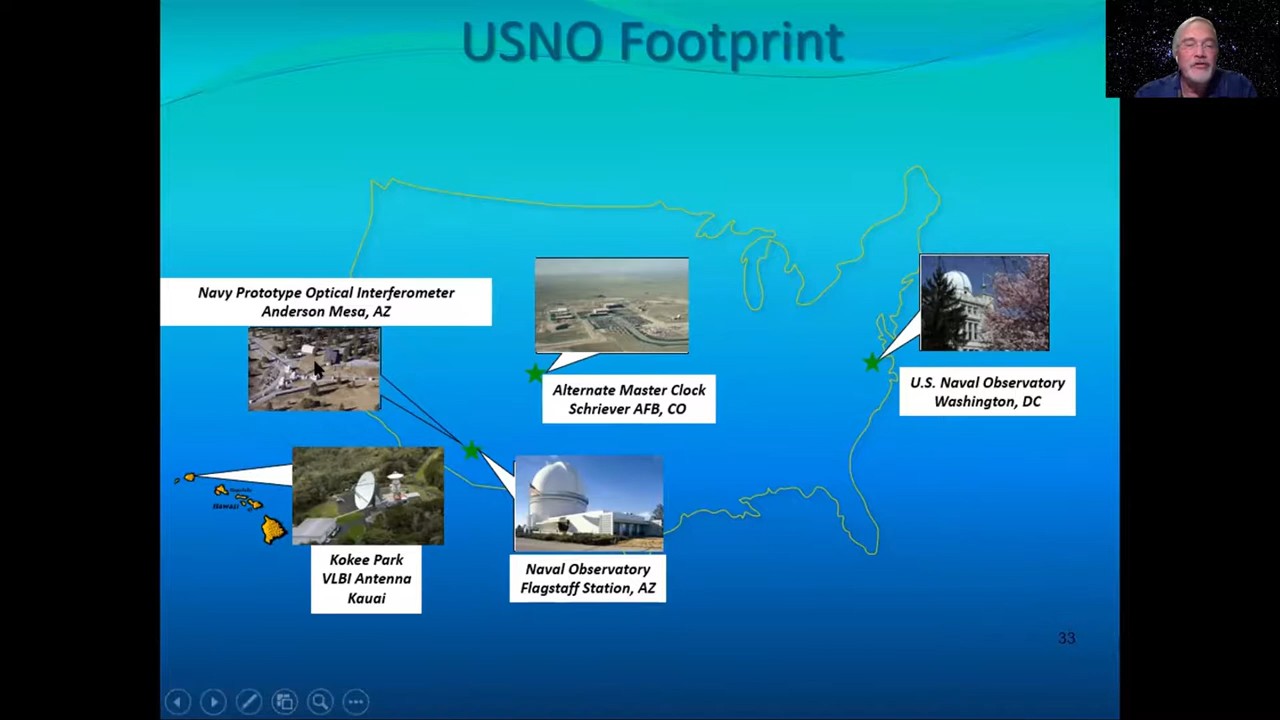 USNO Footprint
Navy Prototype Optical Interferometer
Anderson Mesa, AZ
Alternate Master Clock
Schriever AFB, CO
U.S. Naval Observatory
Washington, DC
HAWAII
Kokee Park
VLBI Antenna
Kauai
Naval Observatory
Flagstaff Station, AZ
33